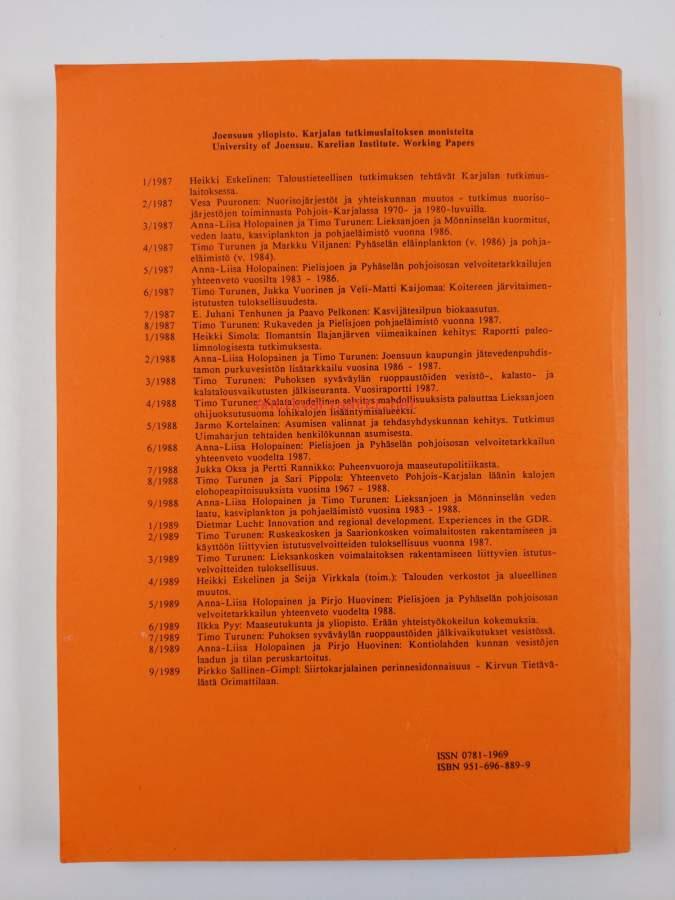 Joensuun yliopisto. Karjalan tutkimuslaitoksen monisteita
University of Joensuu. Karelian Institute. Working Papers
1/1987 Heikki Eskelinen: Taloustieteellisen tutkimuksen tehtävät Karjalan tutkimus-
laitoksessa.
2/1987 Vesa Puuronen: Nuorisojärjestöt ja yhteiskunnan muutos - tutkimus nuoriso-
järjestöjen toiminnasta Pohjois-Karjalassa 1970- ja 1980-luvuilla.
3/1987 Anna-Liisa Holopainen ja Timo Turunen: Lieksanjoen ja Mönninselän kuormitus,
veden laatu, kasviplankton ja pohjaeläimistö vuonna 1986.
4/1987 Timo Turunen ja Markku Viljanen: Pyhäselän eläinplankton (v. 1986) ja pohja-
eläimistö (v. 1984).
5/1987 Anna-Liisa Holopainen: Pielisjoen ja Pyhäselän pohjoisosan velvoitetarkkailujen
yhteenveto vuosilta 1983 - 1986.
6/1987 Timo Turunen, Jukka Vuorinen ja Veli-Matti Kaijomaa: Koitereen järvitaimen-
istutusten tuloksellisuudesta.
7/1987 E. Juhani Tenhunen ja Paavo Pelkonen: Kasvijätesilpun biokaasutus.
8/1987 Timo Turunen: Rukaveden ja Pielisjoen pohjaeläimistö vuonna 1987.
1/1988 Heikki Simola: Ilomantsin Ilajanjärven viimeaikainen kehitys: Raportti paleo-
limnologisesta tutkimuksesta.
2/1988 Anna-Liisa Holopainen ja Timo Turunen: Joensuun kaupungin jätevedenpuhdis-
tamon purkuvesistön lisätarkkailu vuosina 1986 - 1987.
3/1988 Timo Turunen: Puhoksen syväväylän ruoppaustöiden vesistö-, kalasto- ja
kalatalousvaikutusten jälkiseuranta. Vuosiraportti 1987.
4/1988 Timo Turunen: Kalataloudellinen selvitys mahdollisuuksista palauttaa Lieksanjoen
ohijuoksutusuoma lohikalojen lisääntymisalueeksi.
5/1988 Jarmo Kortelainen: Asumisen valinnat ja tehdasyhdyskunnan kehitys. Tutkimus
Uimaharjun tehtaiden henkilökunnan asumisesta.
6/1988 Anna-Liisa Holopainen: Pielisjoen ja Pyhäselän pohjoisosan velvoitetarkkailun
yhteenveto vuodelta 1987.
7/1988 Jukka Oksa ja Pertti Rannikko: Puheenvuoroja maaseutupolitiikasta.
8/1988 Timo Turunen ja Sari Pippola: Yhteenveto Pohjois-Karjalan läänin kalojen
elohopeapitoisuuksista vuosina 1967 - 1988.
9/1988 Anna-Liisa Holopainen ja Timo Turunen: Lieksanjoen ja Mönninselän veden
laatu, kasviplankton ja pohjaeläimistö vuosina 1983 - 1988.
1/1989 Dietmar Lucht: Innovation and regional development. Experiences in the GDR.
2/1989 Timo Turunen: Ruskeakosken ja Saarionkosken voimalaitosten rakentamiseen ja
käyttöön liittyvien istutusvelvoitteiden tuloksellisuus vuonna 1987.
3/1989 Timo Turunen: Lieksankosken voimalaitoksen rakentamiseen liittyvien istutus-
velvoitteiden tuloksellisuus.
4/1989 Heikki Eskelinen ja Seija Virkkala (toim.): Talouden verkostot ja alueellinen
muutos.
5/1989 Anna-Liisa Holopainen ja Pirjo Huovinen: Pielisjoen ja Pyhäselän pohjoisosan
velvoitetarkkailun yhteenveto vuodelta 1988.
6/1989 Ilkka Pyy: Maaseutukunta ja yliopisto. Erään yhteistyökokeilun kokemuksia.
7/1989 Timo Turunen: Puhoksen syväväylän ruoppaustöiden jälkivaikutukset vesistössä.
8/1989 Anna-Liisa Holopainen ja Pirjo Huovinen: Kontiolahden kunnan vesistöjen
laadun ja tilan peruskartoitus.
9/1989 Pirkko Sallinen-Gimpl: Siirtokarjalainen perinnesidonnaisuus - Kirvun Tietävä-
lästä Orimattilaan.
ISSN 0781-1969
ISBN 951-696-889-9